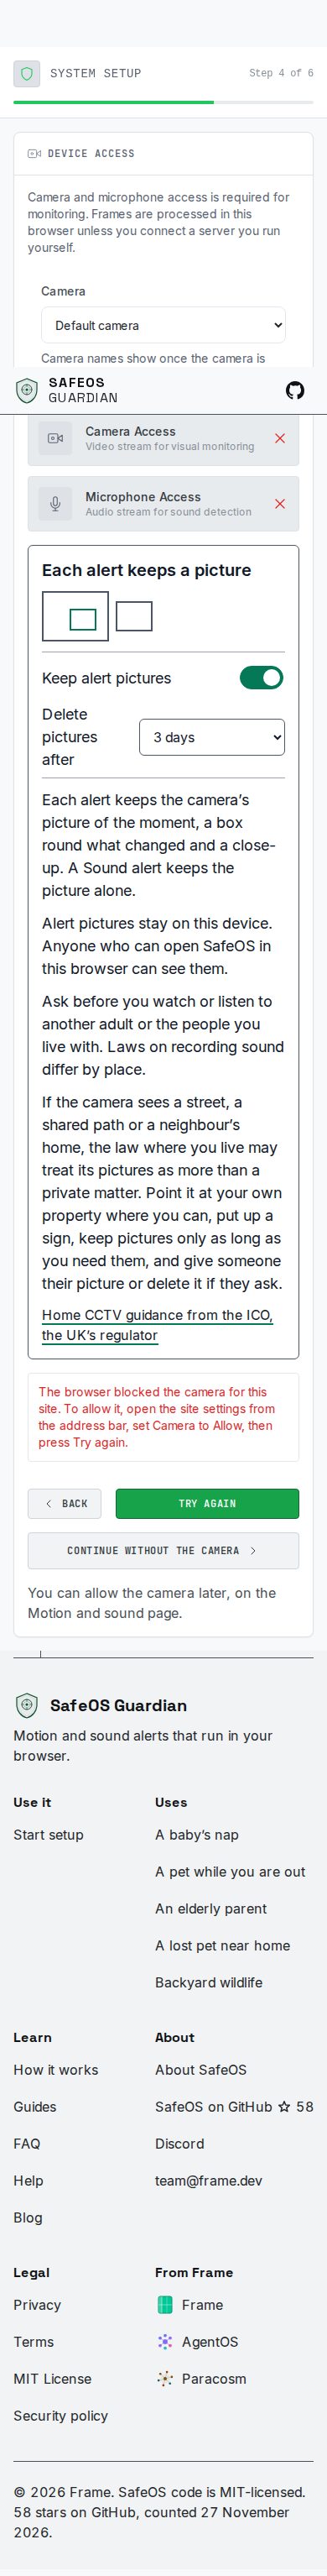 SYSTEM SETUP
Step 4 of 6
DEVICE ACCESS
Camera and microphone access is required for
monitoring. Frames are processed in this
browser unless you connect a server you run
yourself.
Camera
Default camera
Camera names show once the camera is
SAFEOS
GUARDIAN
Camera Access
Video stream for visual monitoring
Microphone Access
Audio stream for sound detection
Each alert keeps a picture
Keep alert pictures
Delete
pictures
after
3 days
Each alert keeps the camera’s
picture of the moment, a box
round what changed and a close-
up. A Sound alert keeps the
picture alone.
Alert pictures stay on this device.
Anyone who can open SafeOS in
this browser can see them.
Ask before you watch or listen to
another adult or the people you
live with. Laws on recording sound
differ by place.
If the camera sees a street, a
shared path or a neighbour’s
home, the law where you live may
treat its pictures as more than a
private matter. Point it at your own
property where you can, put up a
sign, keep pictures only as long as
you need them, and give someone
their picture or delete it if they ask.
Home CCTV guidance from the ICO,
the UK’s regulator
The browser blocked the camera for this
site. To allow it, open the site settings from
the address bar, set Camera to Allow, then
press Try again.
BACK
TRY AGAIN
CONTINUE WITHOUT THE CAMERA
You can allow the camera later, on the
Motion and sound page.
SafeOS Guardian
Motion and sound alerts that run in your
browser.
Use it
Start setup
Uses
A baby’s nap
A pet while you are out
An elderly parent
A lost pet near home
Backyard wildlife
Learn
How it works
Guides
FAQ
Help
Blog
About
About SafeOS
SafeOS on GitHub ☆ 58
Discord
team@frame.dev
Legal
Privacy
Terms
MIT License
Security policy
From Frame
Frame
AgentOS
Paracosm
© 2026 Frame. SafeOS code is MIT-licensed.
58 stars on GitHub, counted 27 November
2026.